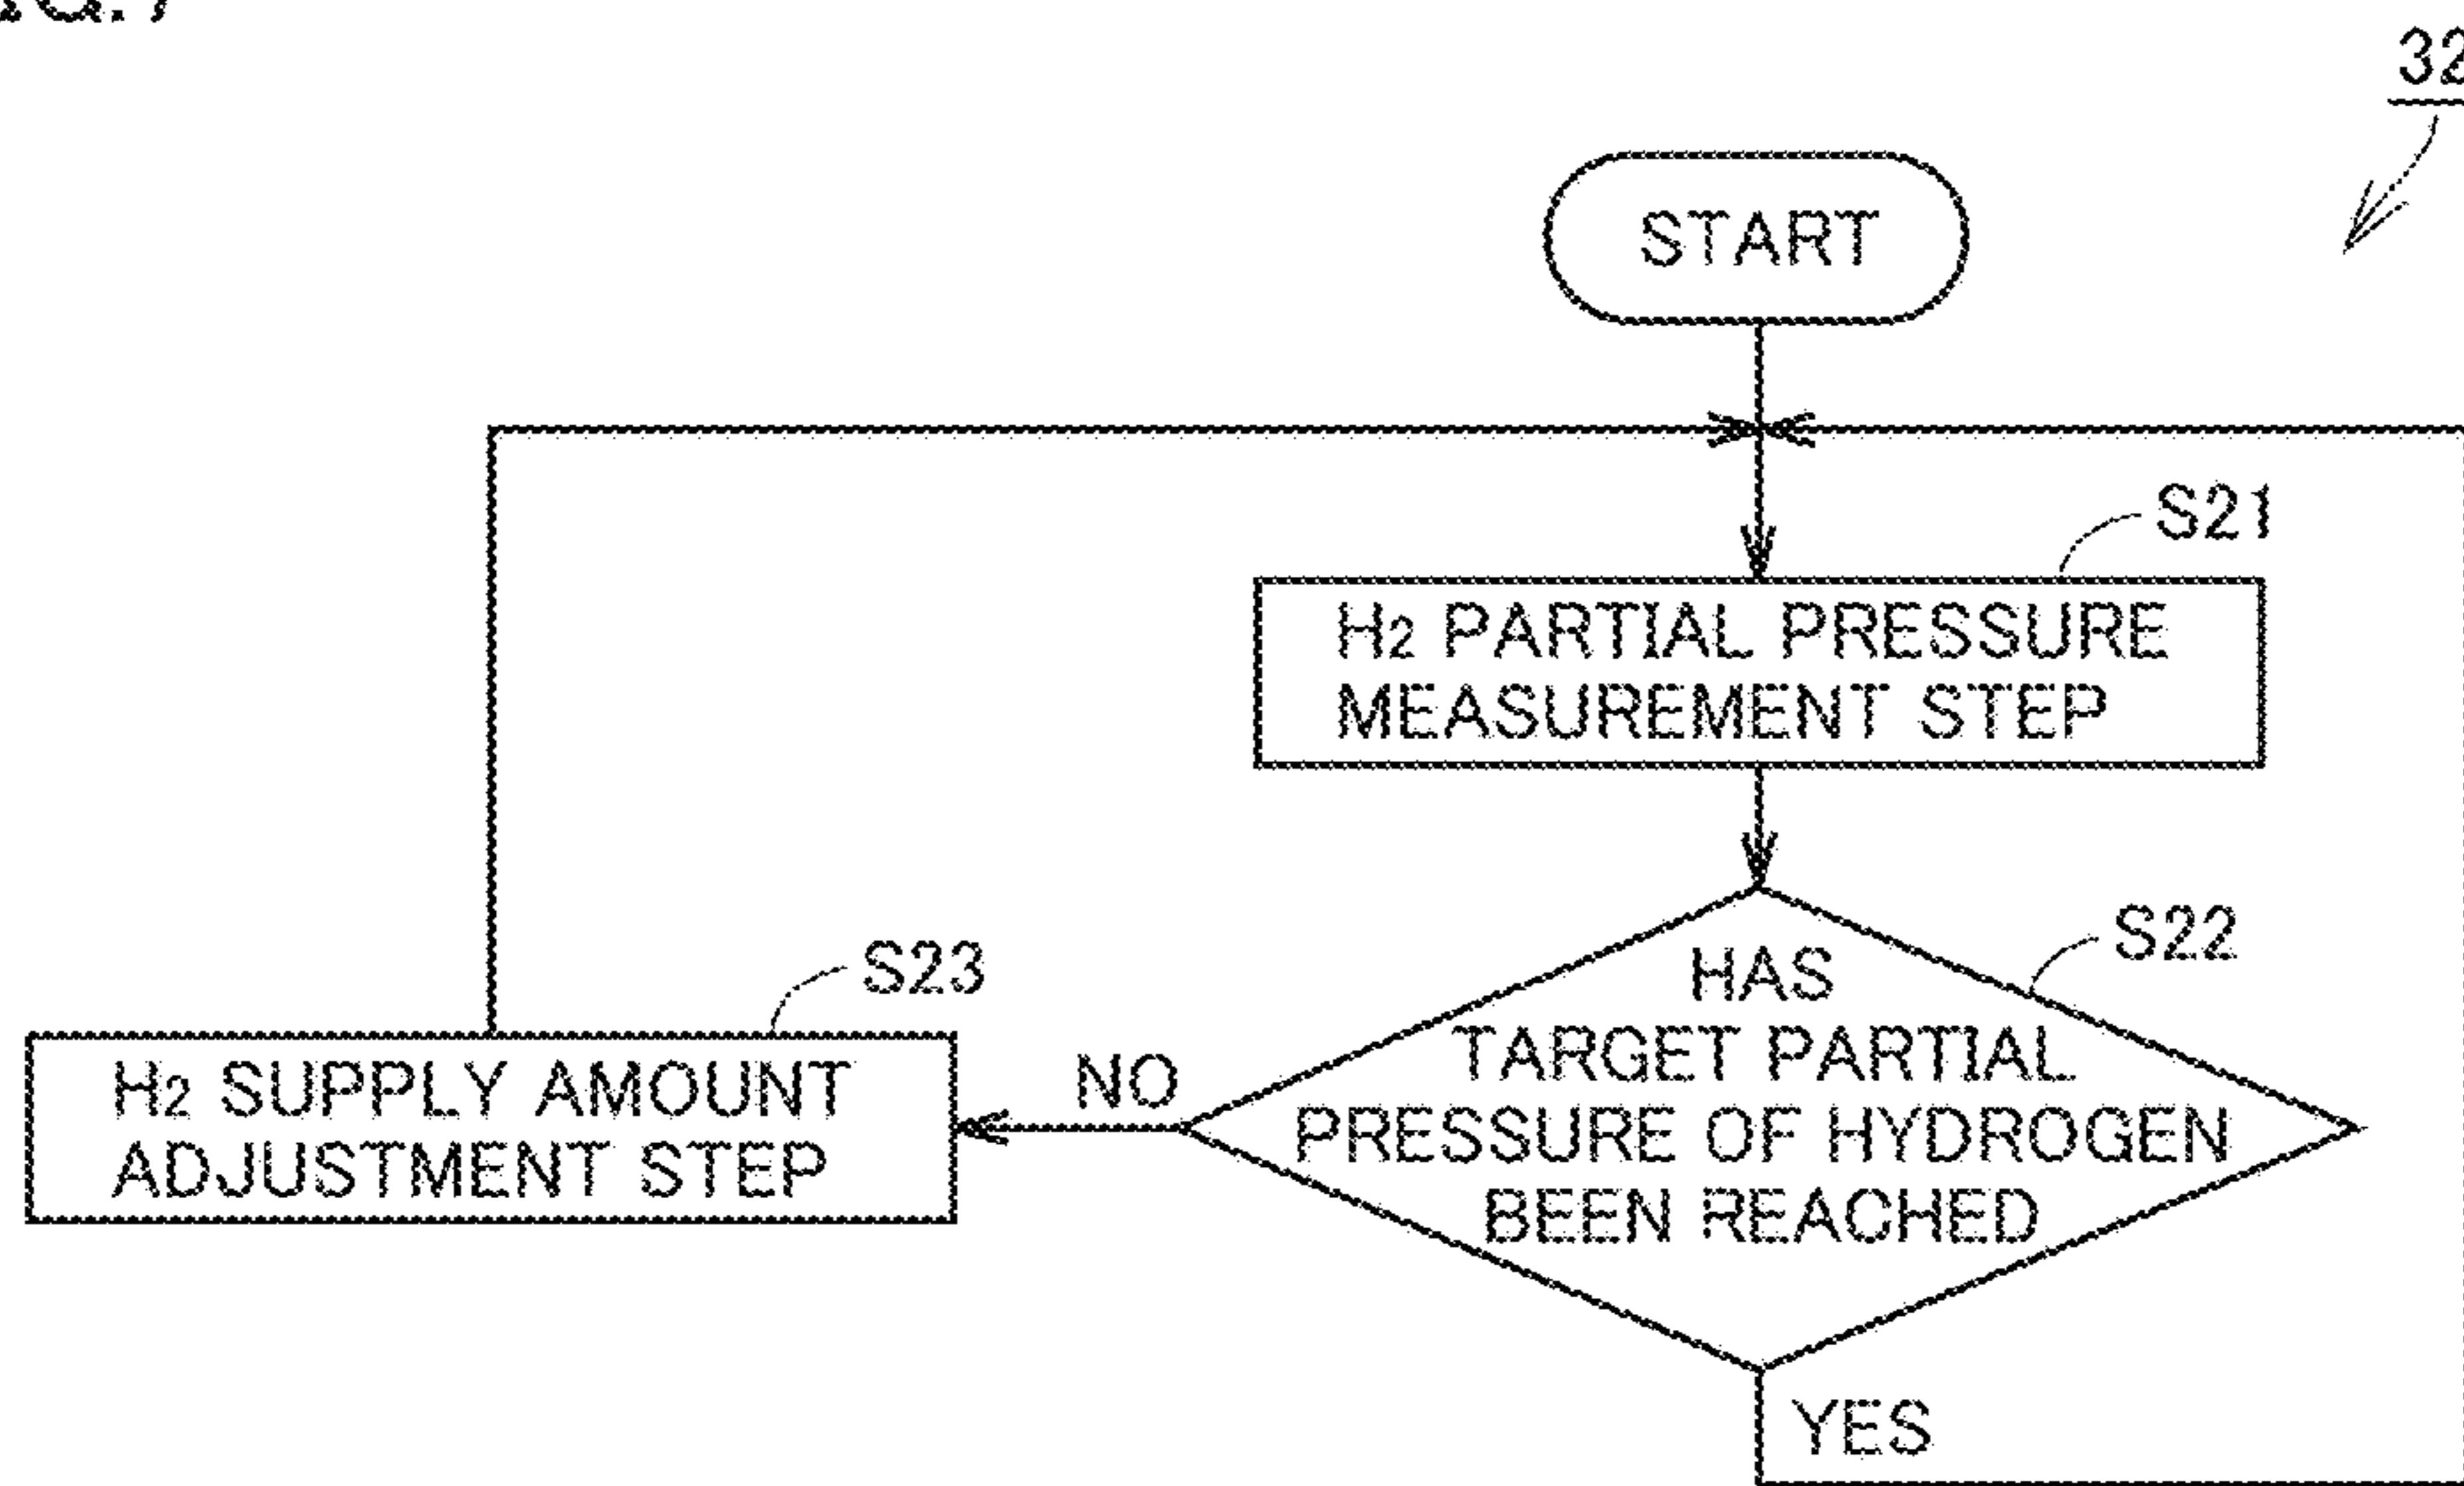 32
START
S21
H2 PARTIAL PRESSURE
MEASUREMENT STEP
S22
HAS
TARGET PARTIAL
PRESSURE OF HYDROGEN
BEEN REACHED
S23
NO
H2 SUPPLY AMOUNT
ADJUSTMENT STEP
YES